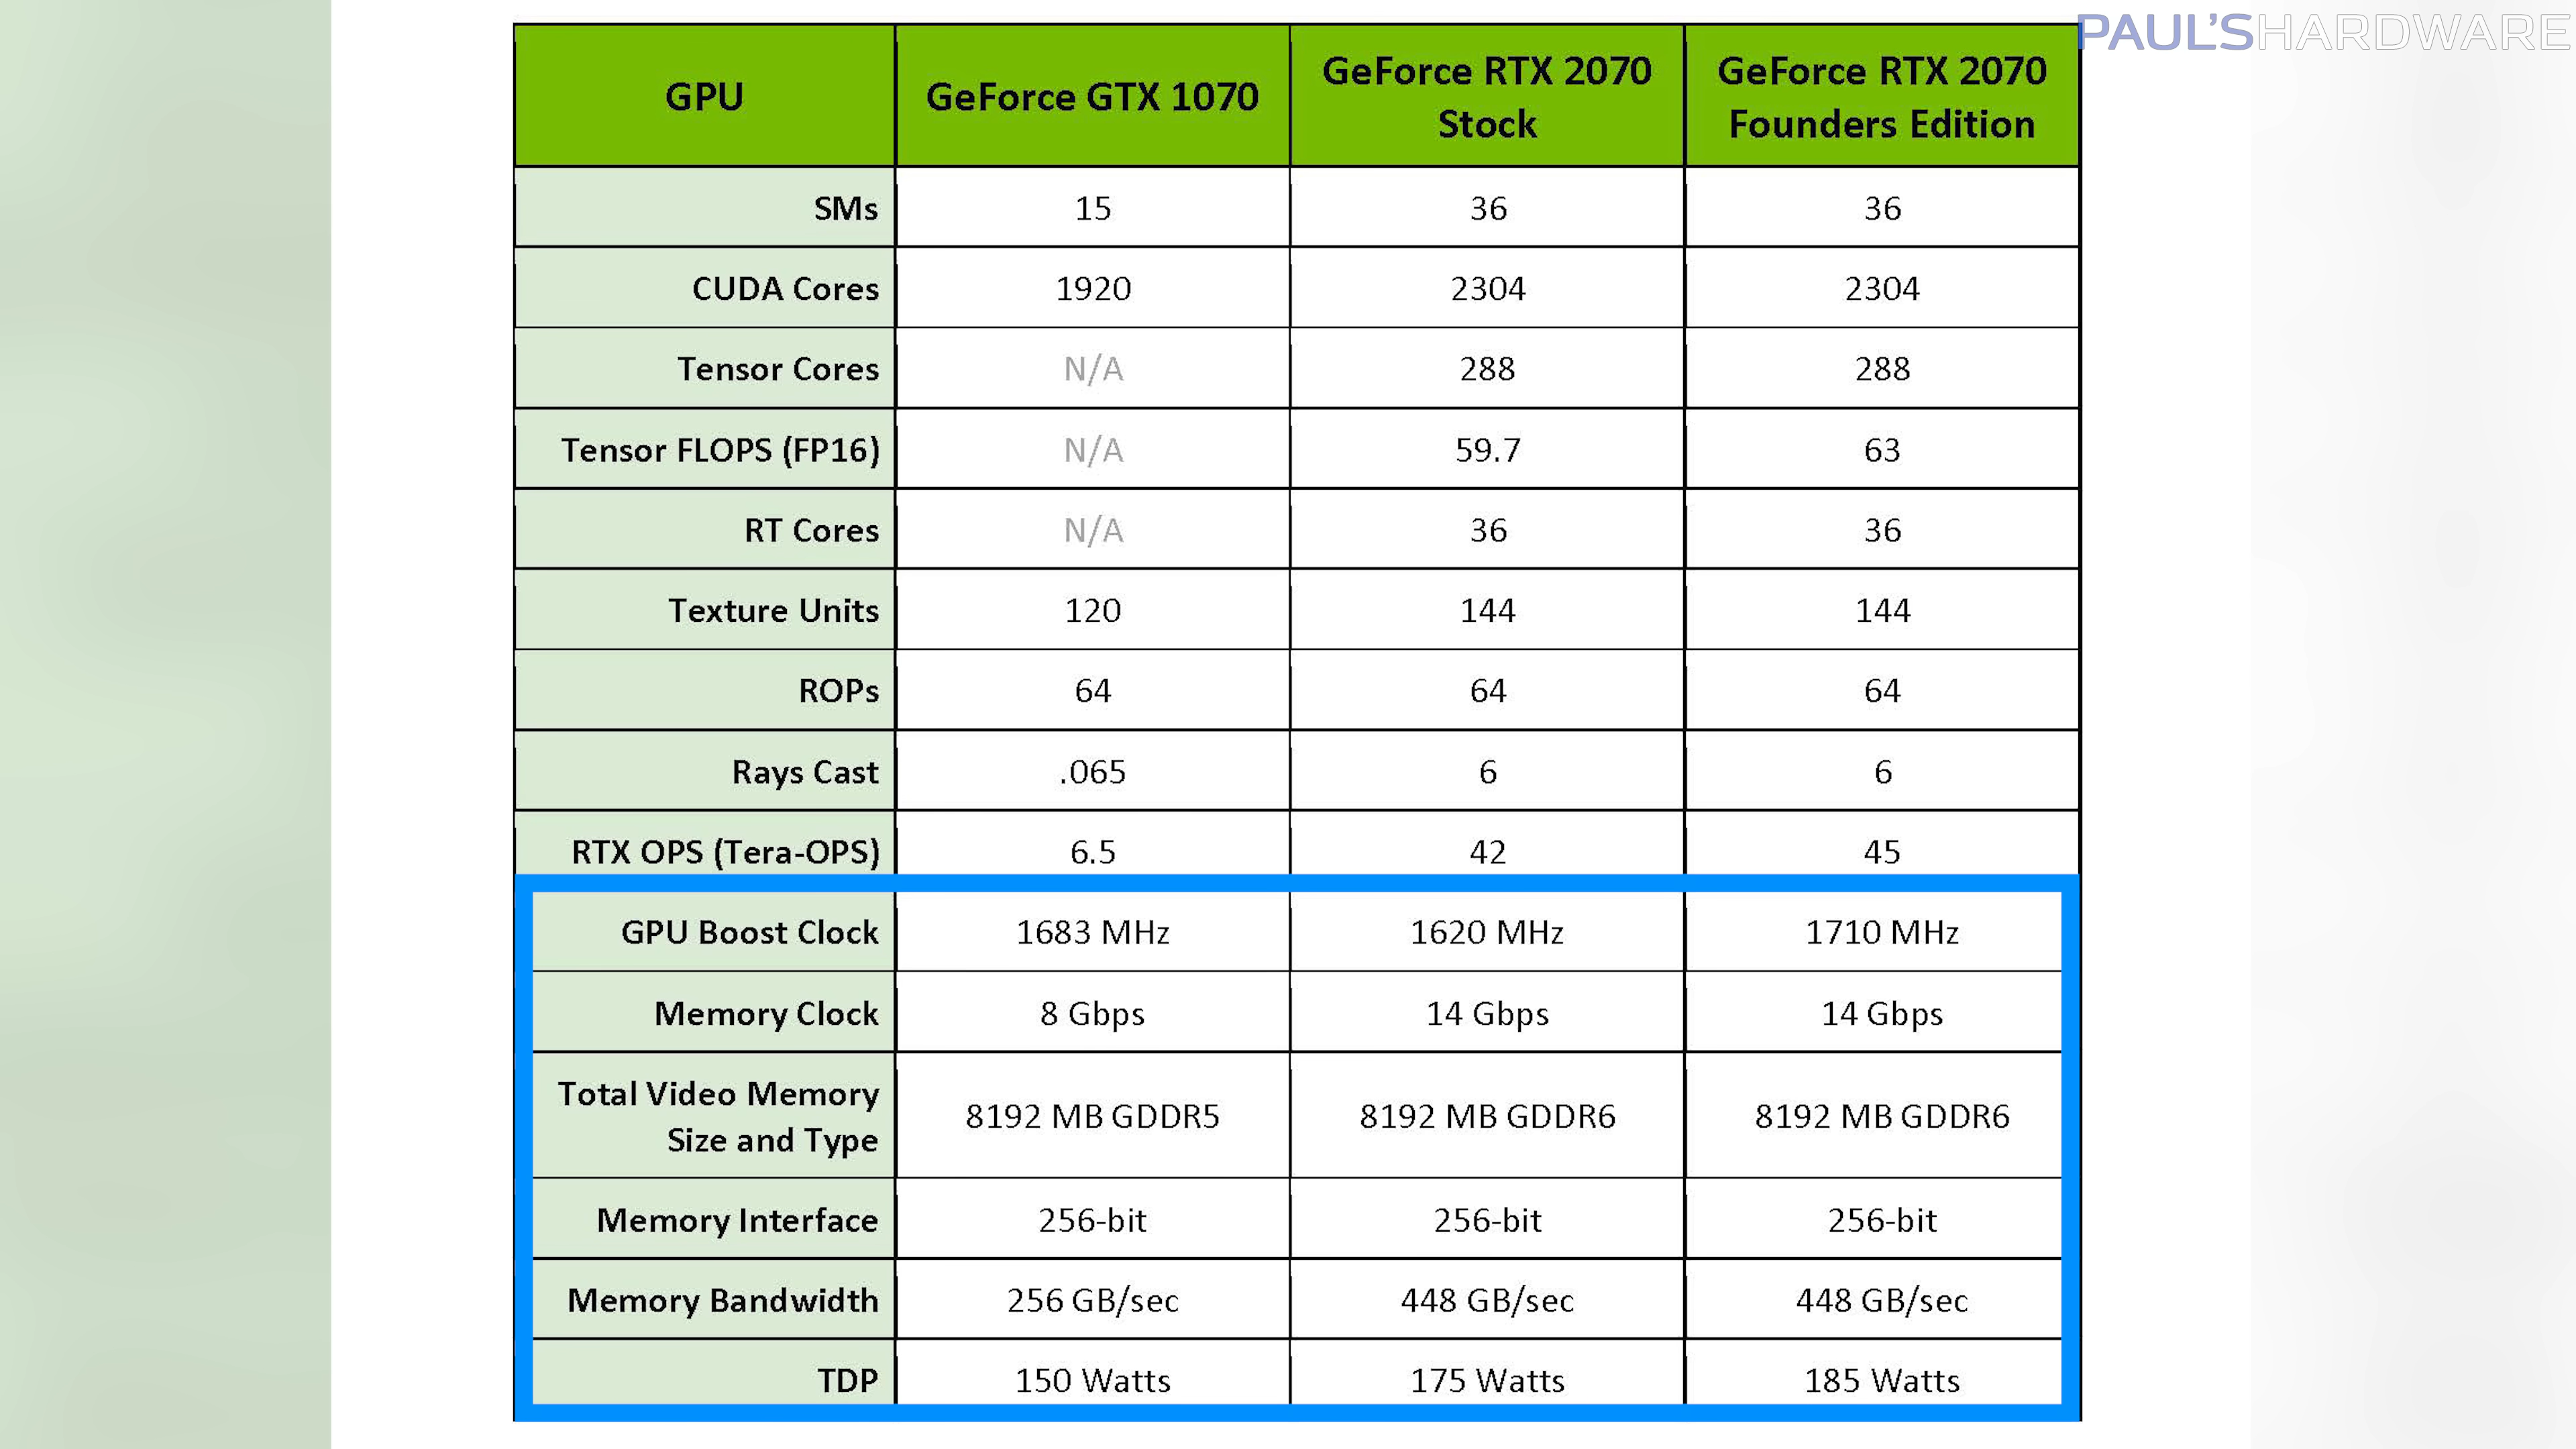 PAUL'SHARDWARE
GPU GeForce GTX 1070 GeForce RTX 2070 Stock GeForce RTX 2070 Founders Edition
SMs 15 36 36
CUDA Cores 1920 2304 2304
Tensor Cores N/A 288 288
Tensor FLOPS (FP16) N/A 59.7 63
RT Cores N/A 36 36
Texture Units 120 144 144
ROPs 64 64 64
Rays Cast .065 6 6
RTX OPS (Tera-OPS) 6.5 42 45
GPU Boost Clock 1683 MHz 1620 MHz 1710 MHz
Memory Clock 8 Gbps 14 Gbps 14 Gbps
Total Video Memory Size and Type 8192 MB GDDR5 8192 MB GDDR6 8192 MB GDDR6
Memory Interface 256-bit 256-bit 256-bit
Memory Bandwidth 256 GB/sec 448 GB/sec 448 GB/sec
TDP 150 Watts 175 Watts 185 Watts